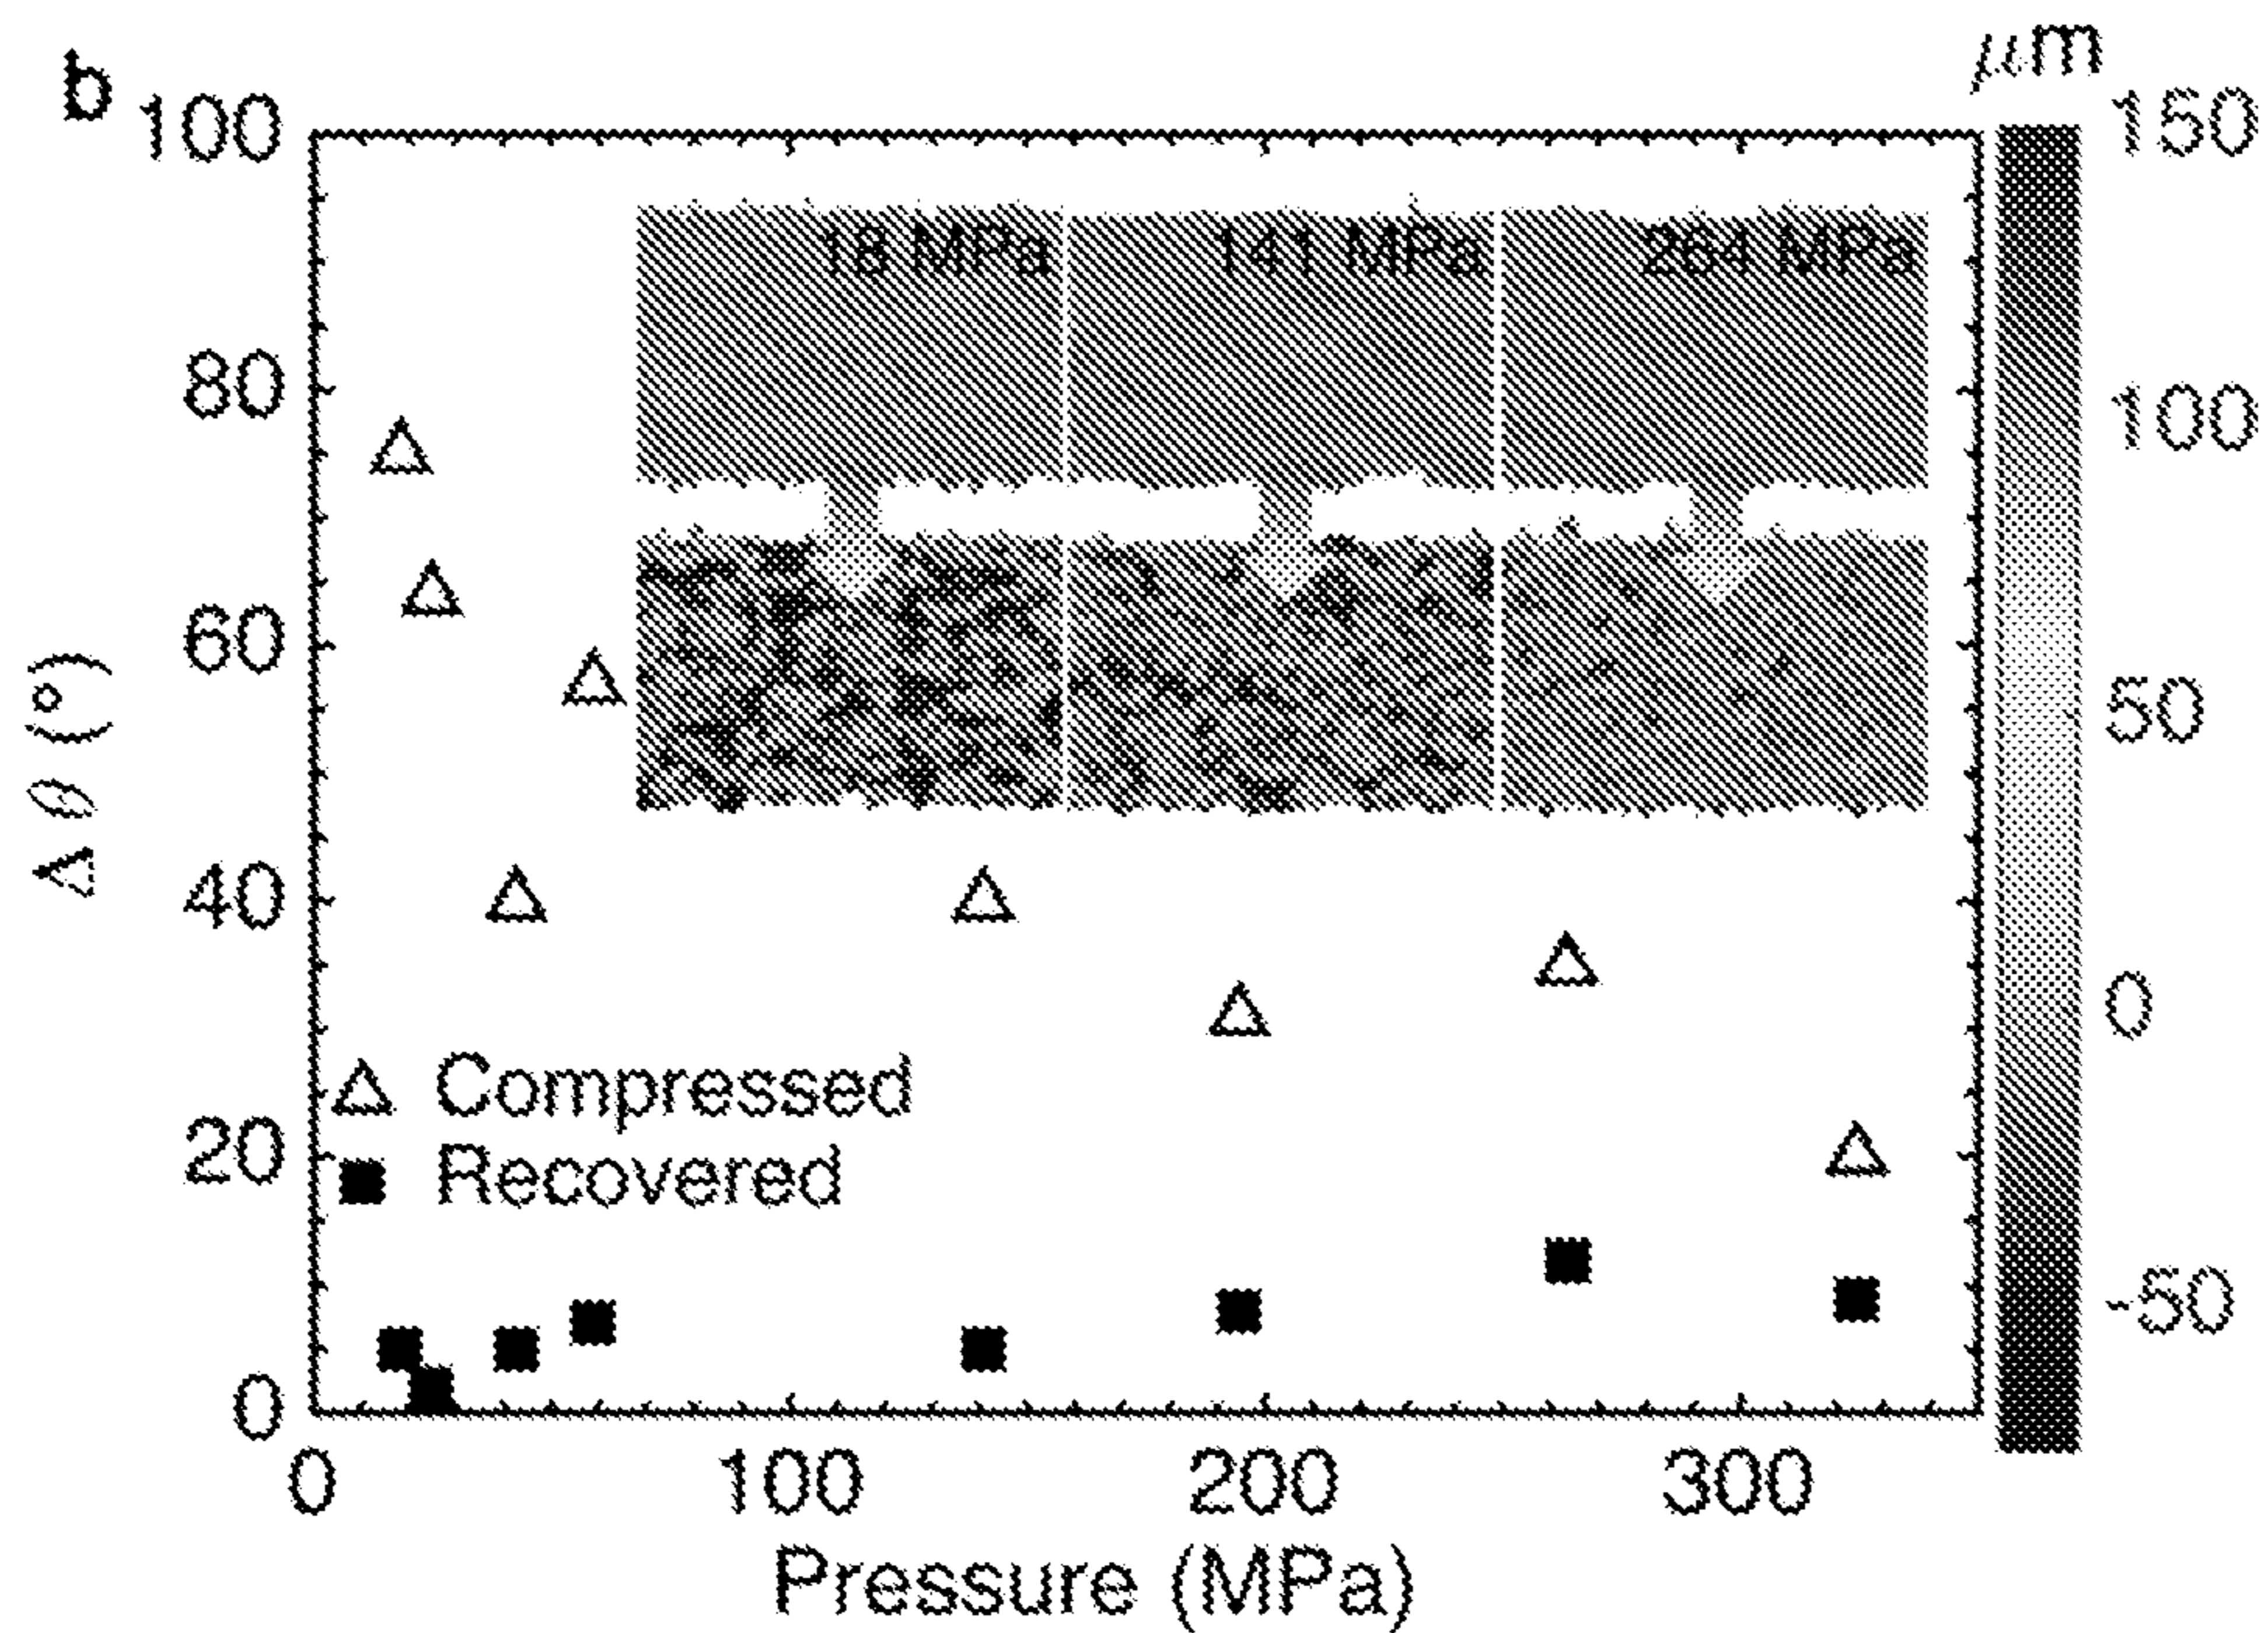 b
μm
100
80
60
40
20
0
Δ θ (°)
18 MPa
141 MPa
264 MPa
△ Compressed
■ Recovered
0
100
200
300
Pressure (MPa)
150
100
50
0
-50